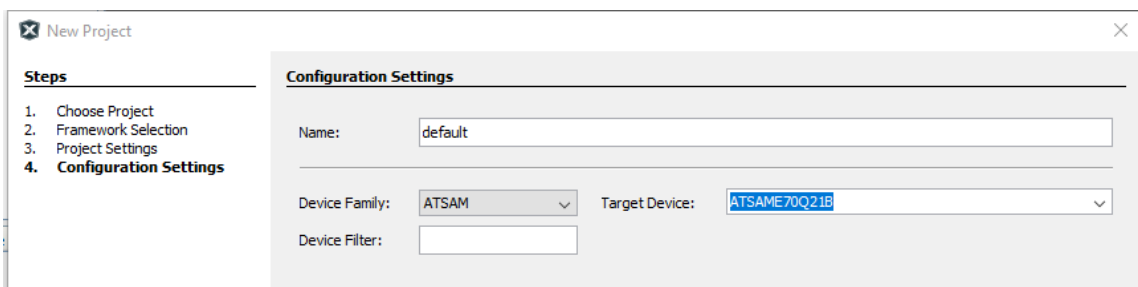 New Project
Steps
1. Choose Project
2. Framework Selection
3. Project Settings
4. Configuration Settings
Configuration Settings
Name: default
Device Family: ATSAM Target Device: ATSAME70Q21B
Device Filter: